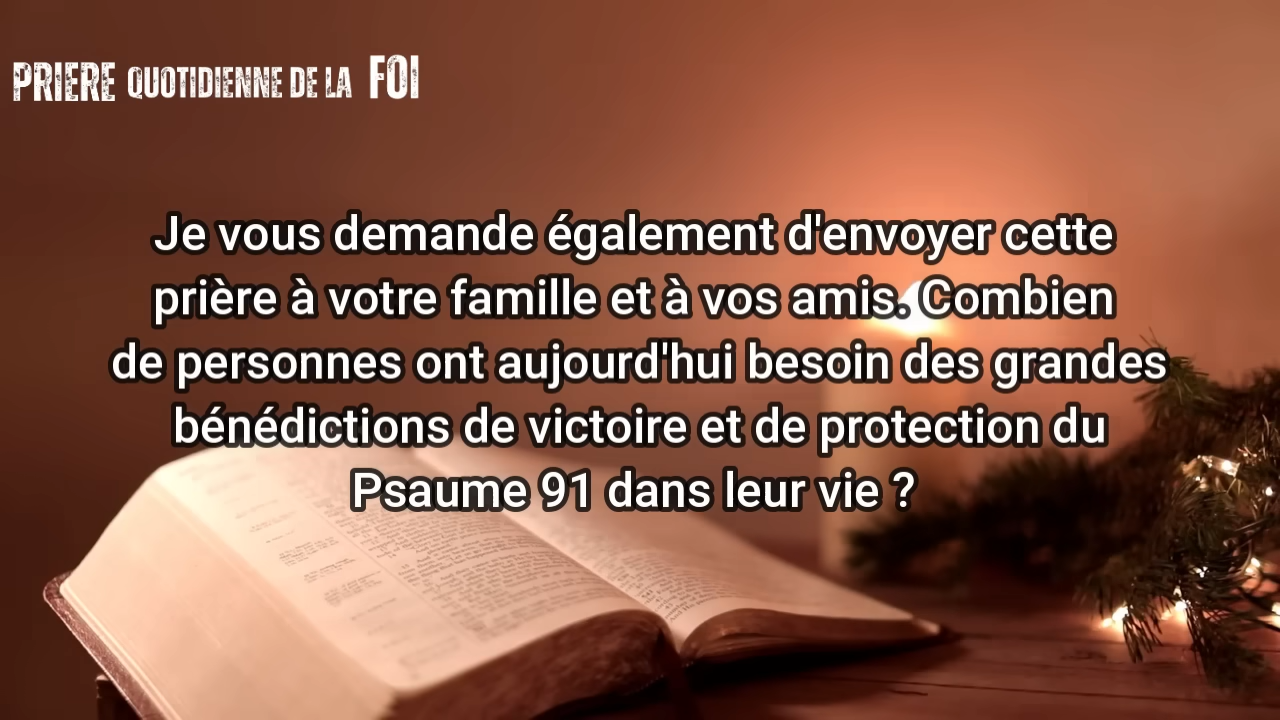 PRIERE QUOTIDIENNE DE LA FOI
Je vous demande également d'envoyer cette
prière à votre famille et à vos amis. Combien
de personnes ont aujourd'hui besoin des grandes
bénédictions de victoire et de protection du
Psaume 91 dans leur vie ?